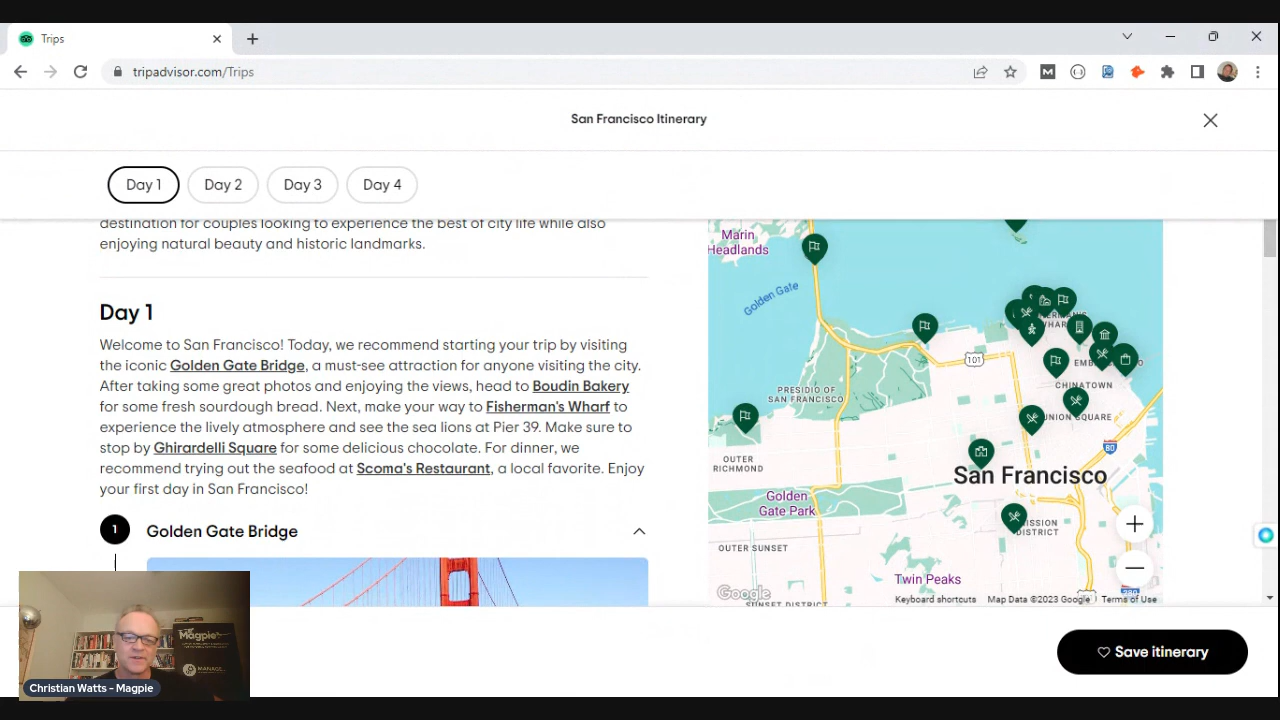 Trips
tripadvisor.com/Trips
San Francisco Itinerary
Day 1
Day 2
Day 3
Day 4
destination for couples looking to experience the best of city life while also
enjoying natural beauty and historic landmarks.
Day 1
Welcome to San Francisco! Today, we recommend starting your trip by visiting
the iconic Golden Gate Bridge, a must-see attraction for anyone visiting the city.
After taking some great photos and enjoying the views, head to Boudin Bakery
for some fresh sourdough bread. Next, make your way to Fisherman's Wharf to
experience the lively atmosphere and see the sea lions at Pier 39. Make sure to
stop by Ghirardelli Square for some delicious chocolate. For dinner, we
recommend trying out the seafood at Scoma's Restaurant, a local favorite. Enjoy
your first day in San Francisco!
1
Golden Gate Bridge
Marin
Headlands
Golden Gate
101
PRESIDIO OF
SAN FRANCISCO
CHINATOWN
UNION SQUARE
80
OUTER
RICHMOND
San Francisco
Golden
Gate Park
MISSION
DISTRICT
OUTER SUNSET
Twin Peaks
Google
SUNSET DISTRICT
Keyboard shortcuts
Map Data ©2023 Google
Terms of Use
Save itinerary
Magpie
MANAGE
Christian Watts - Magpie